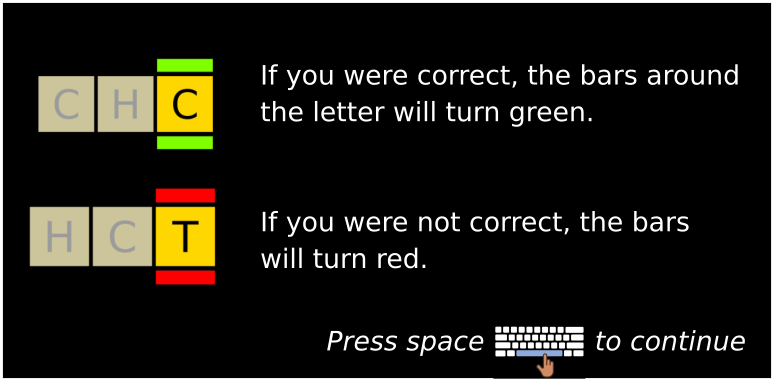 C H C
If you were correct, the bars around
the letter will turn green.
H C T
If you were not correct, the bars
will turn red.
Press space to continue